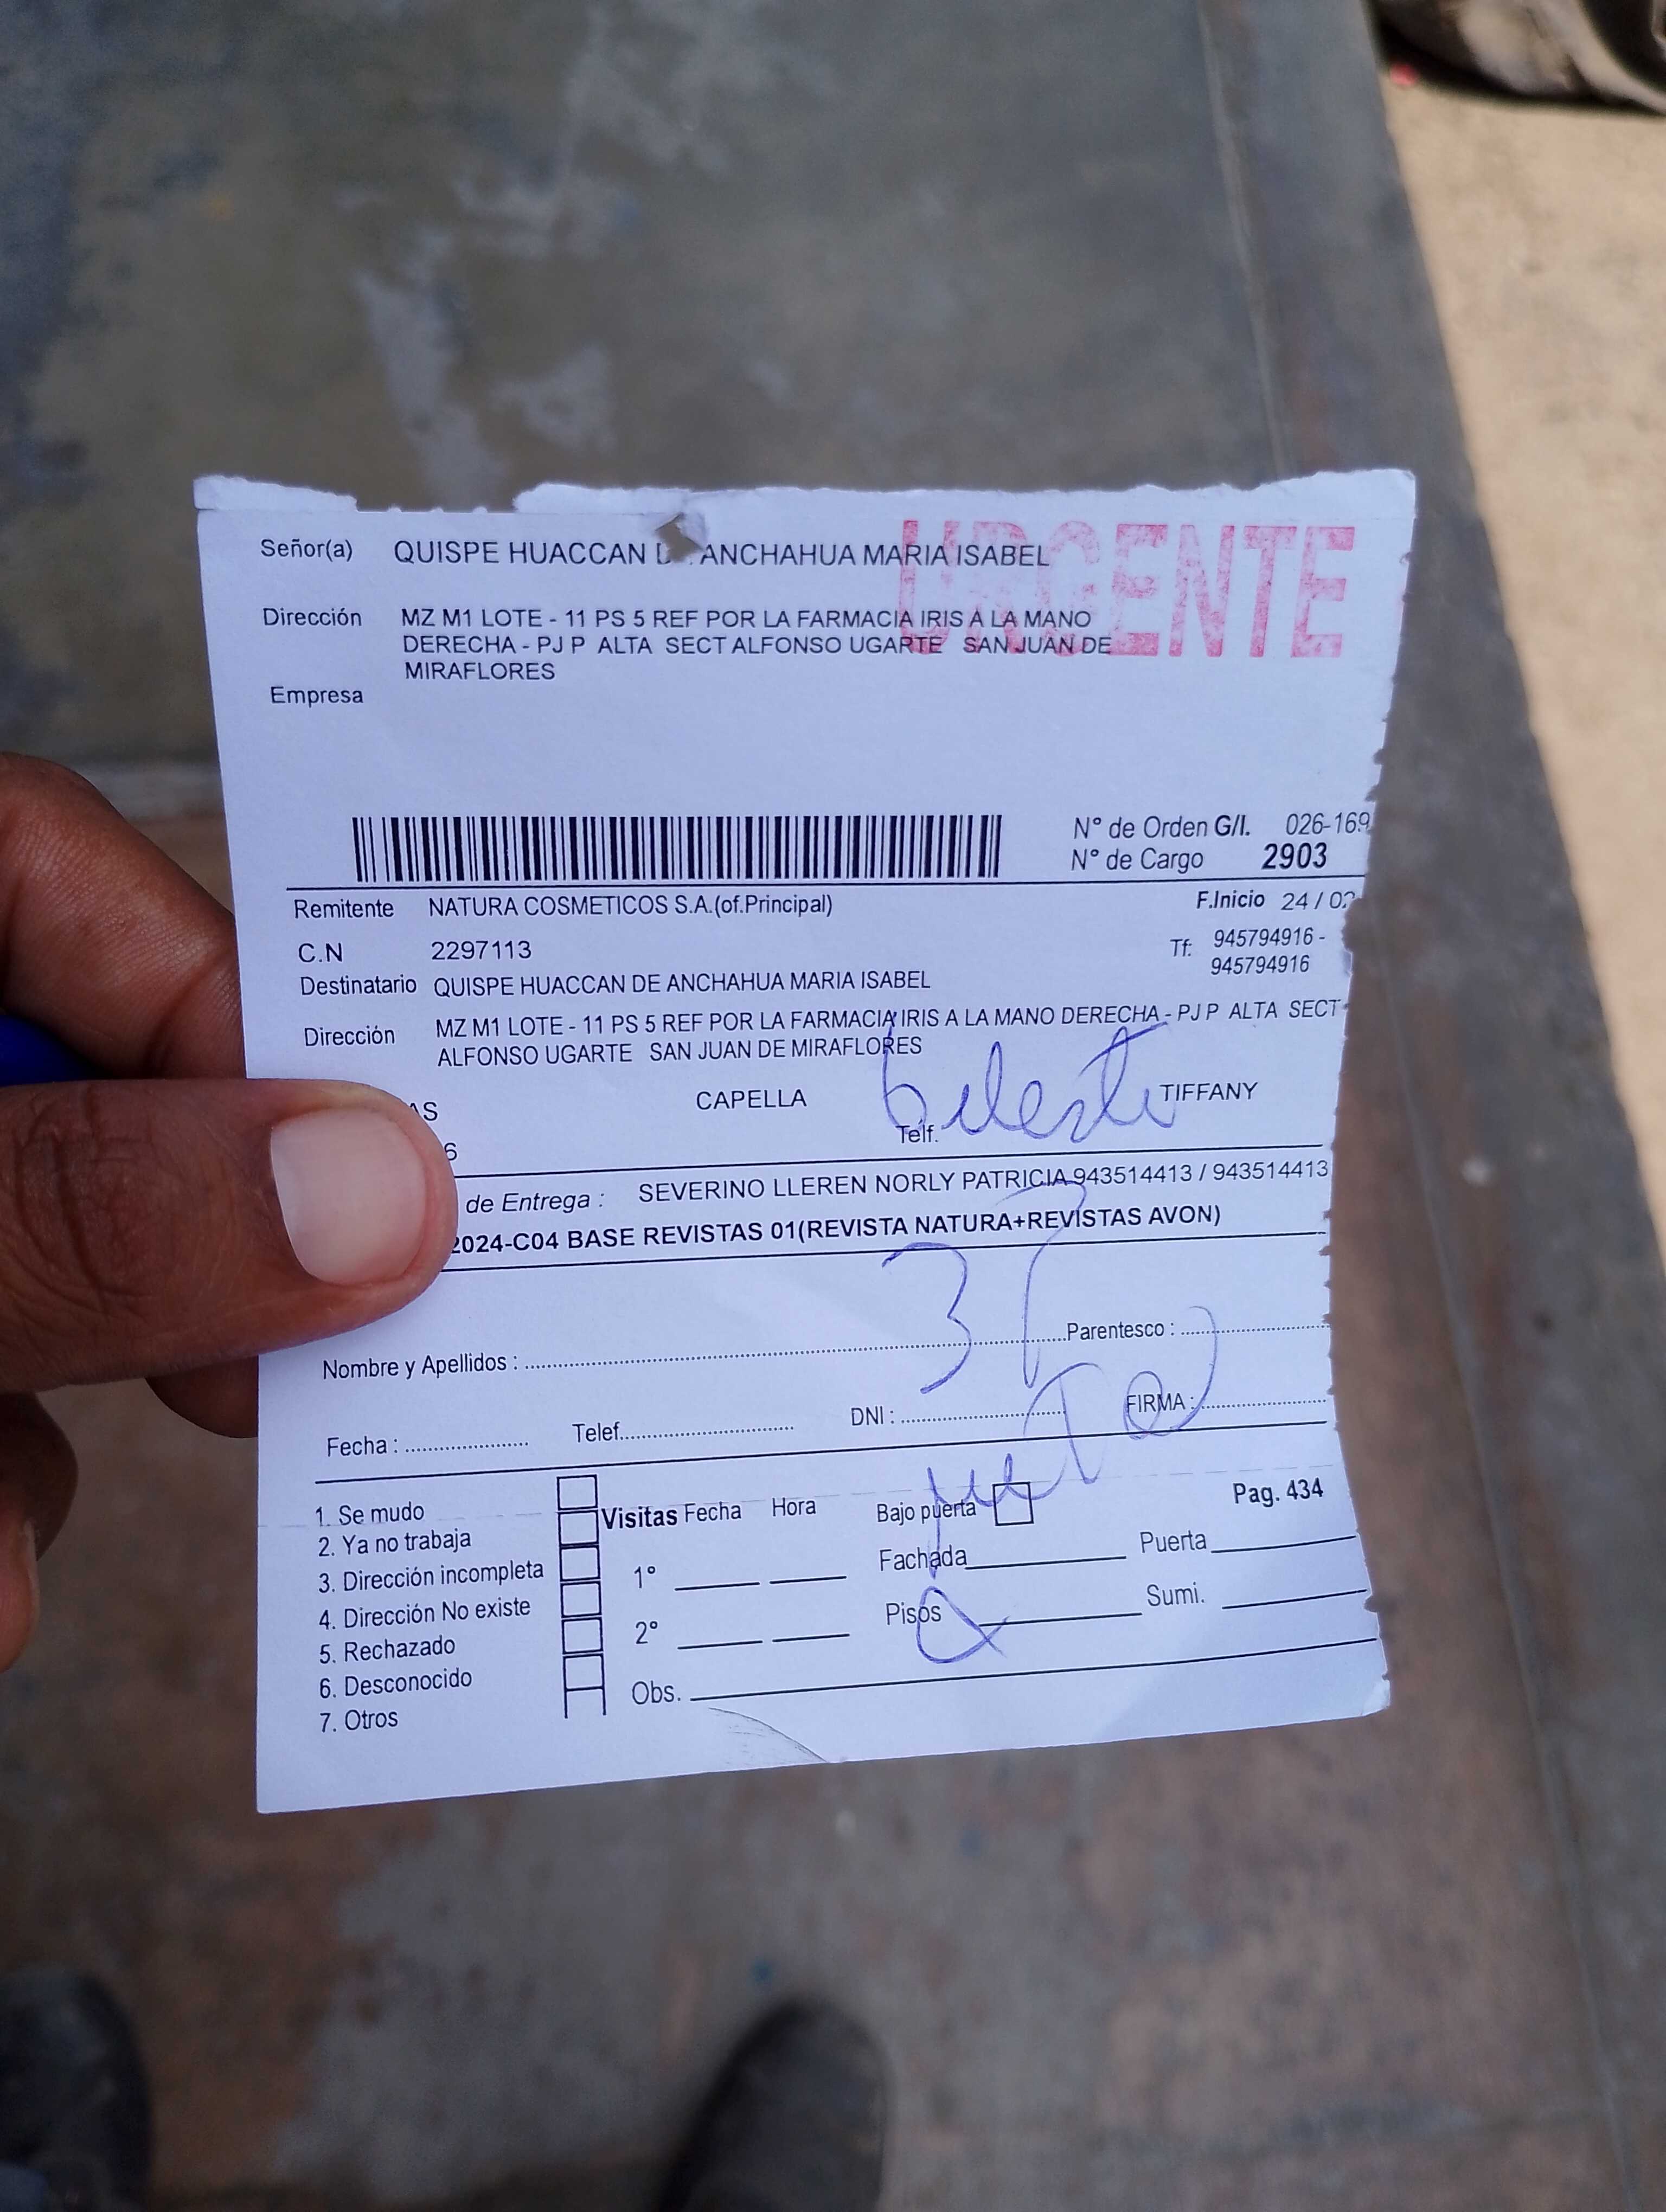 URGENTE
Señor(a) QUISPE HUACCAN D ANCHAHUA MARIA ISABEL
Dirección MZ M1 LOTE - 11 PS 5 REF POR LA FARMACIA IRIS A LA MANO
DERECHA - PJ P ALTA SECT ALFONSO UGARTE SAN JUAN DE
MIRAFLORES
Empresa
N° de Orden G/I. 026-169
N° de Cargo 2903
Remitente NATURA COSMETICOS S.A.(of.Principal) F.Inicio 24 / 02
C.N 2297113 Tf: 945794916 -
945794916
Destinatario QUISPE HUACCAN DE ANCHAHUA MARIA ISABEL
Dirección MZ M1 LOTE - 11 PS 5 REF POR LA FARMACIA IRIS A LA MANO DERECHA - PJ P ALTA SECT
ALFONSO UGARTE SAN JUAN DE MIRAFLORES
AS CAPELLA TIFFANY
6 Telf.
de Entrega : SEVERINO LLEREN NORLY PATRICIA 943514413 / 943514413
2024-C04 BASE REVISTAS 01(REVISTA NATURA+REVISTAS AVON)
3
Nombre y Apellidos : Parentesco :
Fecha : Telef. DNI : FIRMA :
1. Se mudo
2. Ya no trabaja
3. Dirección incompleta
4. Dirección No existe
5. Rechazado
6. Desconocido
7. Otros
Visitas Fecha Hora
1°
2°
Obs.
Bajo puerta Pag. 434
Fachada Puerta
Pisos Sumi.